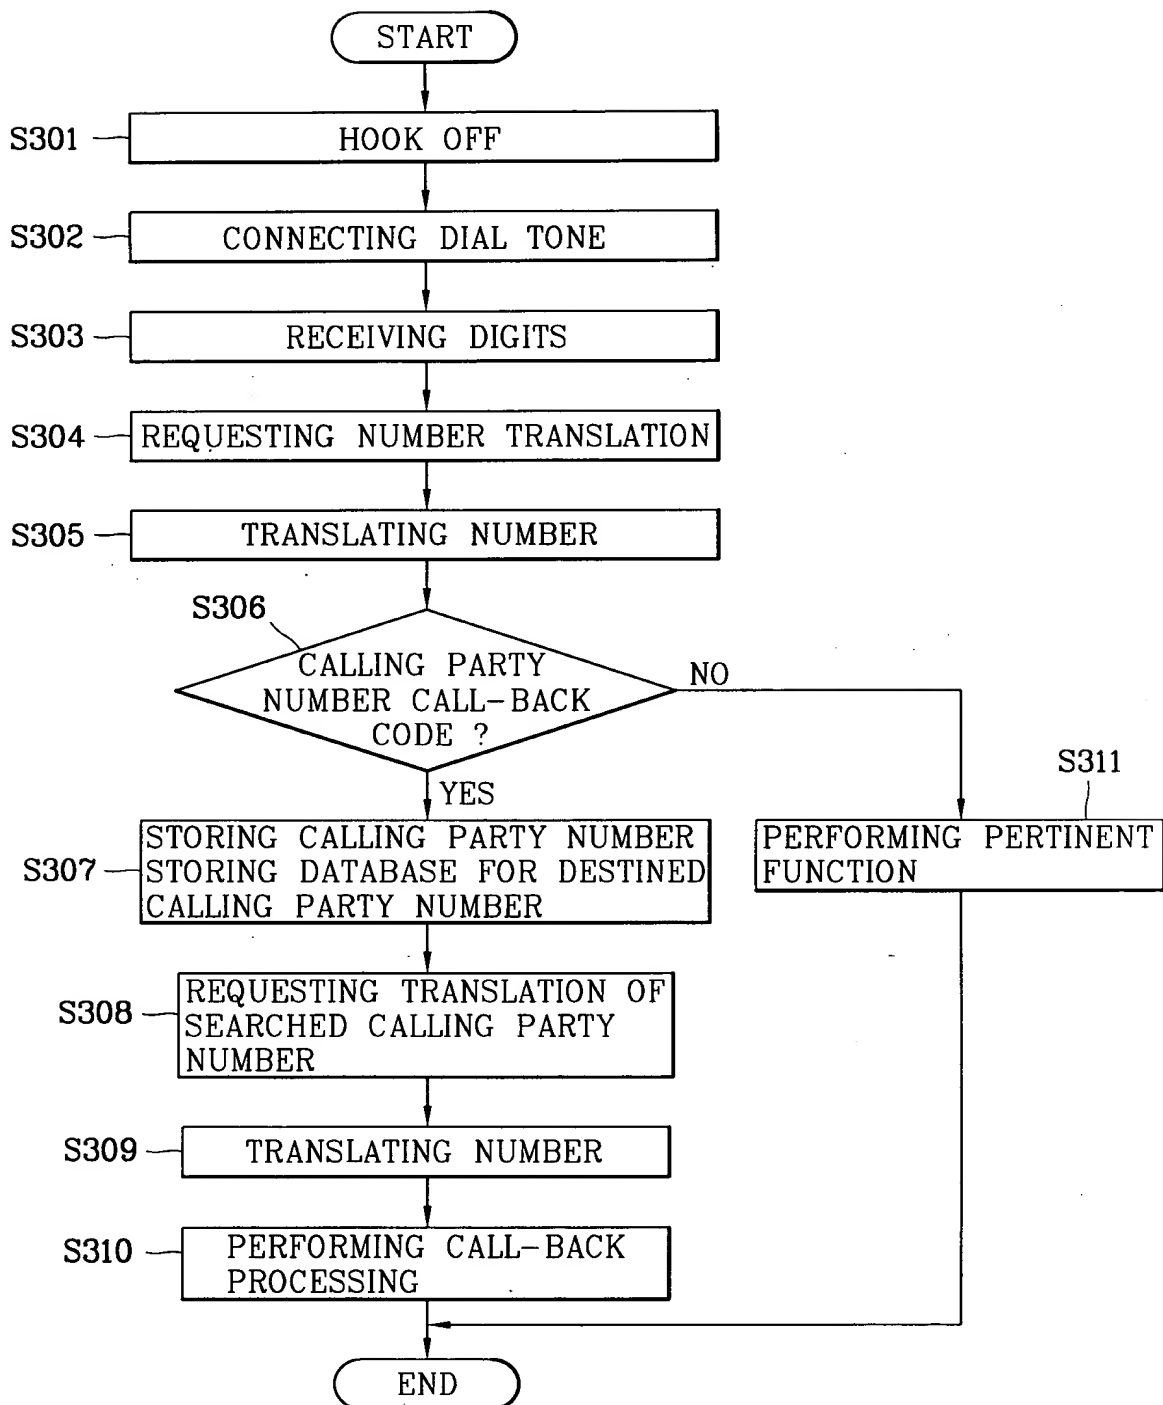 START
S301
HOOK OFF
S302
CONNECTING DIAL TONE
S303
RECEIVING DIGITS
S304
REQUESTING NUMBER TRANSLATION
S305
TRANSLATING NUMBER
S306
CALLING PARTY
NUMBER CALL-BACK
CODE ?
NO
YES
S311
PERFORMING PERTINENT
FUNCTION
S307
STORING CALLING PARTY NUMBER
STORING DATABASE FOR DESTINED
CALLING PARTY NUMBER
S308
REQUESTING TRANSLATION OF
SEARCHED CALLING PARTY
NUMBER
S309
TRANSLATING NUMBER
S310
PERFORMING CALL-BACK
PROCESSING
END